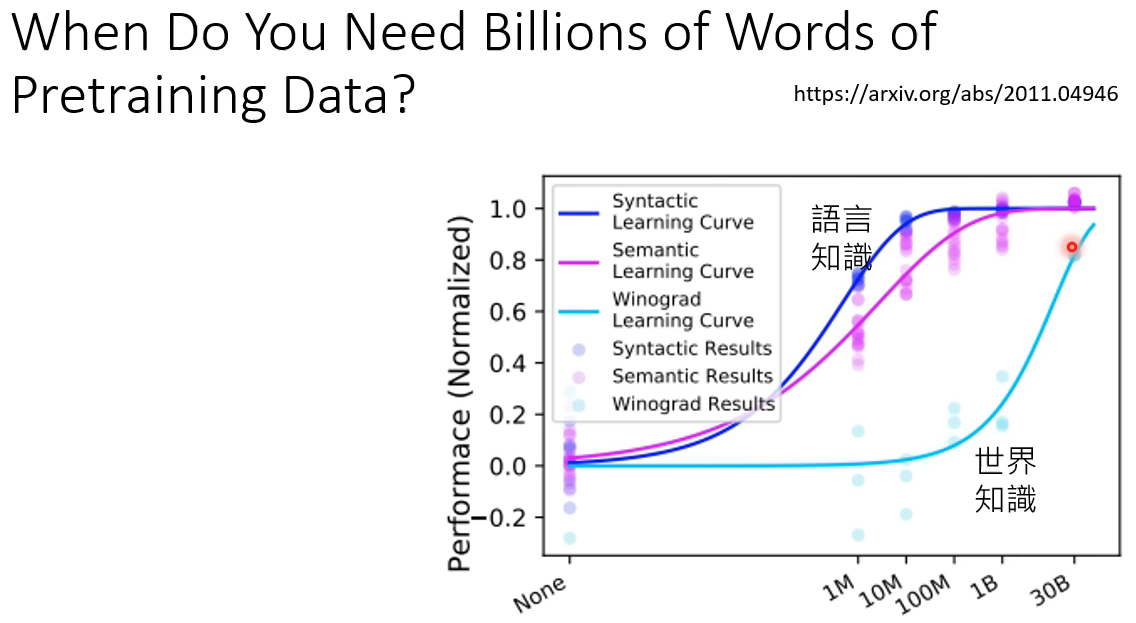 When Do You Need Billions of Words of
Pretraining Data?
https://arxiv.org/abs/2011.04946
Performace (Normalized)
1.0
0.8
0.6
0.4
0.2
0.0
−0.2
Syntactic
Learning Curve
Semantic
Learning Curve
Winograd
Learning Curve
Syntactic Results
Semantic Results
Winograd Results
語言
知識
世界
知識
None
1M
10M
100M
1B
30B